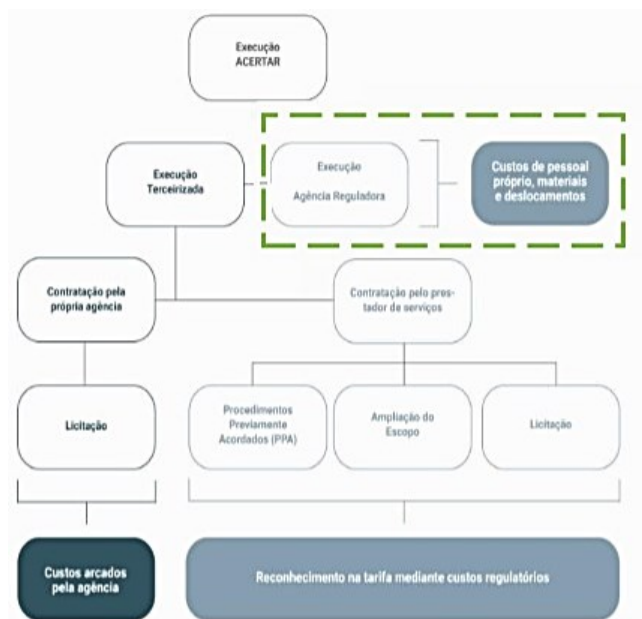 Execução
ACERTAR
Execução
Terceirizada
Execução
Agência Reguladora
Custos de pessoal
próprio, materiais
e deslocamentos
Contratação pela
própria agência
Contratação pelo pres-
tador de serviços
Licitação
Procedimentos
Previamente
Acordados (PPA)
Ampliação do
Escopo
Licitação
Custos arcados
pela agência
Reconhecimento na tarifa mediante custos regulatórios